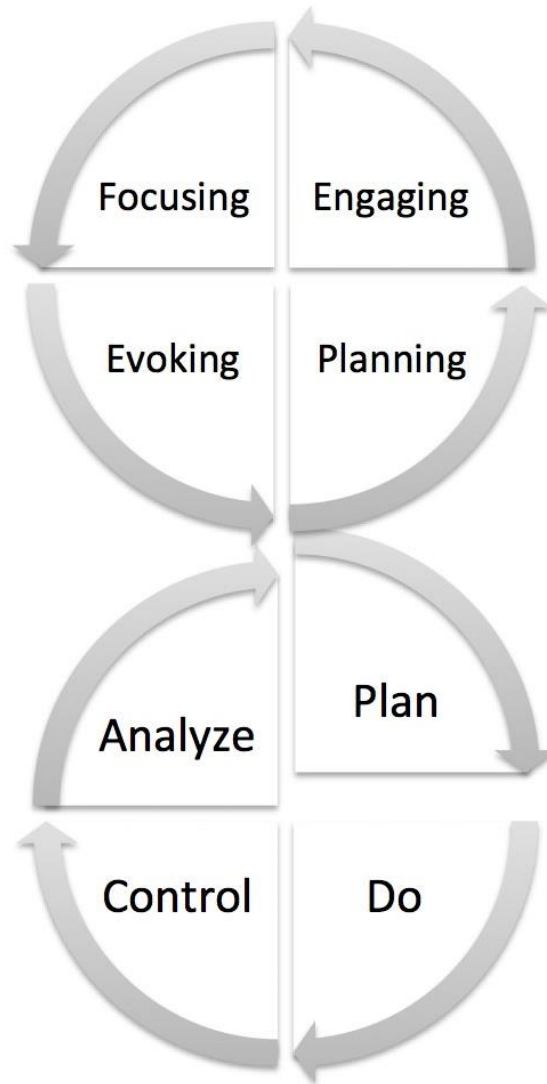 Focusing
Engaging
Evoking
Planning
Plan
Analyze
Control
Do